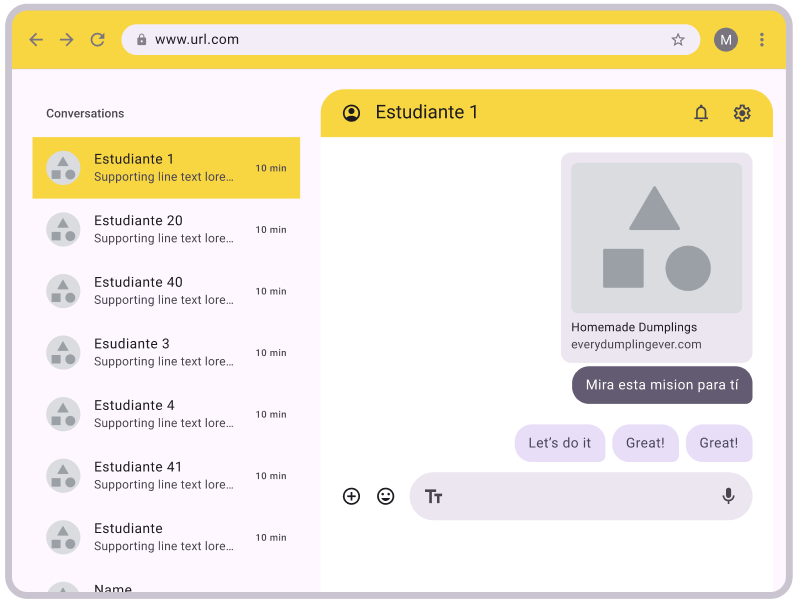 www.url.com
M
Conversations
Estudiante 1
Supporting line text lore...
10 min
Estudiante 20
Supporting line text lore...
10 min
Estudiante 40
Supporting line text lore...
10 min
Esudiante 3
Supporting line text lore...
10 min
Estudiante 4
Supporting line text lore...
10 min
Estudiante 41
Supporting line text lore...
10 min
Estudiante
Supporting line text lore...
10 min
Name
Estudiante 1
Homemade Dumplings
everydumplingever.com
Mira esta mision para tí
Let's do it
Great!
Great!
Tт